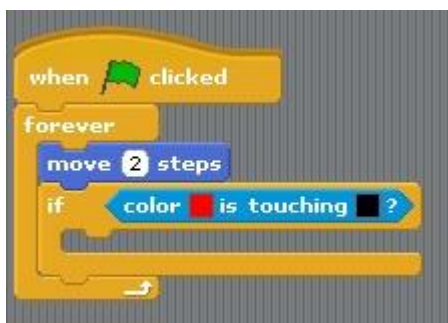 when clicked
forever
move 2 steps
if color is touching ?